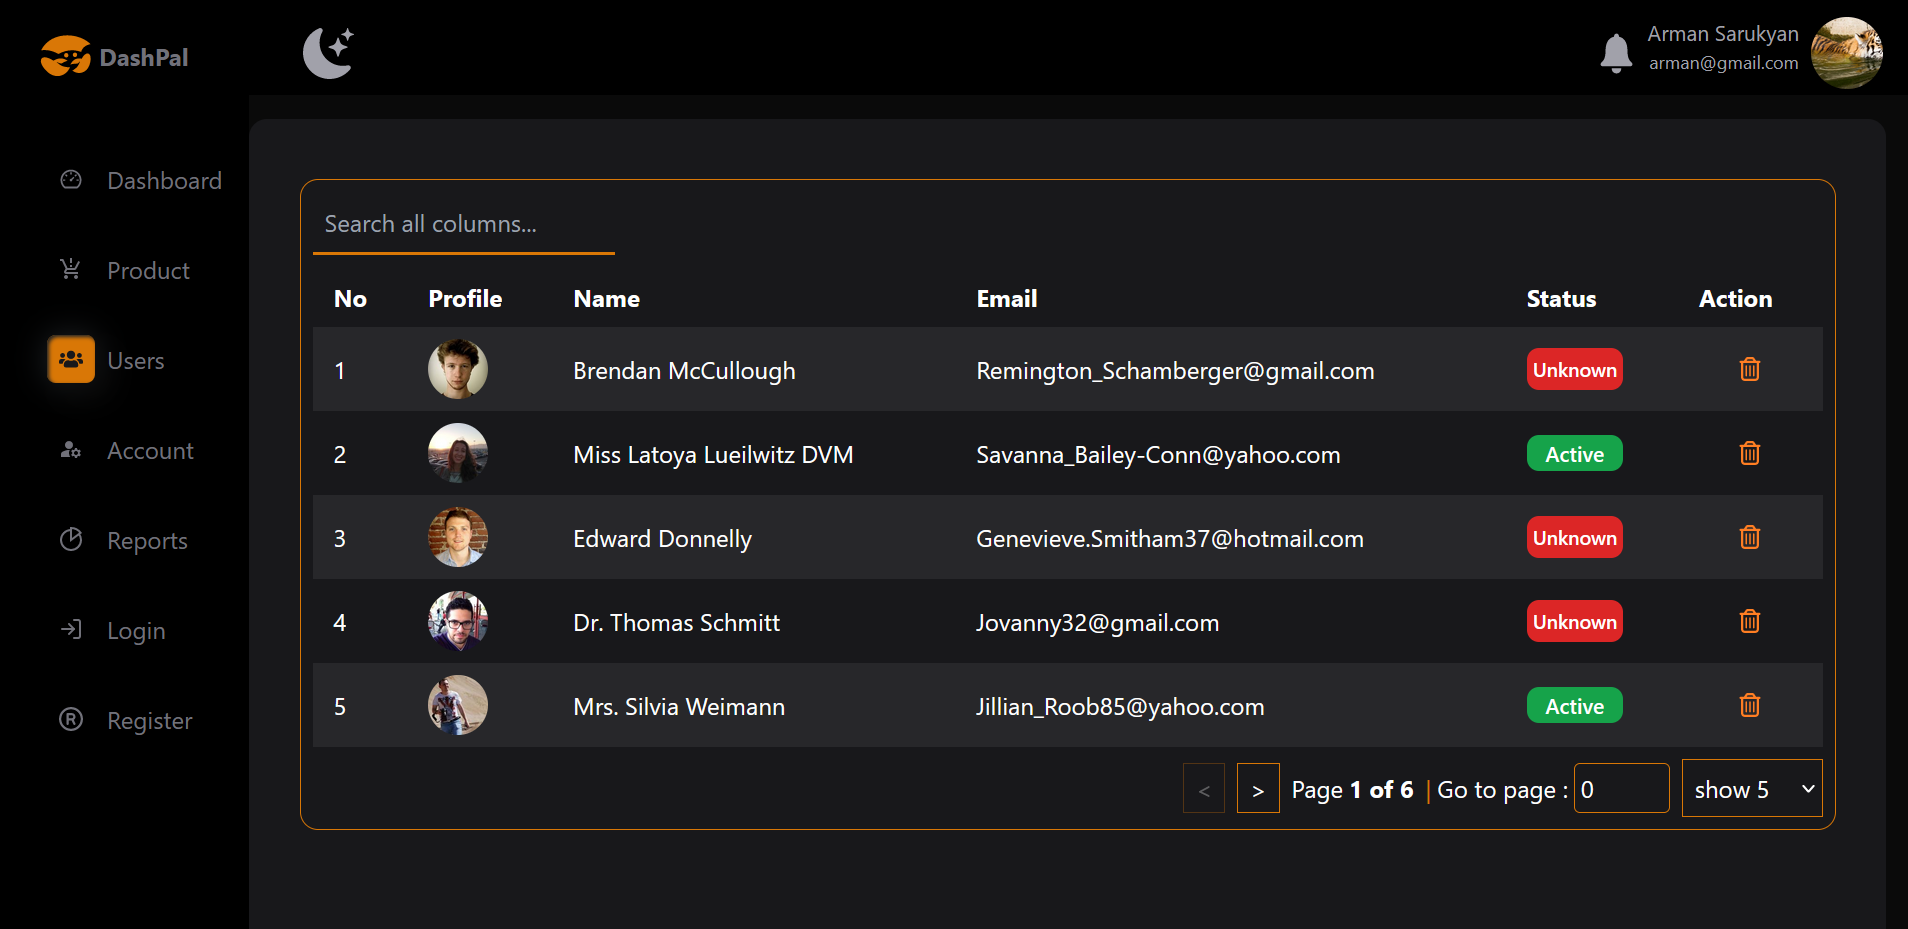 DashPal
Arman Sarukyan
arman@gmail.com
Dashboard
Product
Users
Account
Reports
Login
Register
Search all columns...
No Profile Name Email Status Action
1 Brendan McCullough Remington_Schamberger@gmail.com Unknown
2 Miss Latoya Lueilwitz DVM Savanna_Bailey-Conn@yahoo.com Active
3 Edward Donnelly Genevieve.Smitham37@hotmail.com Unknown
4 Dr. Thomas Schmitt Jovanny32@gmail.com Unknown
5 Mrs. Silvia Weimann Jillian_Roob85@yahoo.com Active
< > Page 1 of 6 | Go to page : 0 show 5